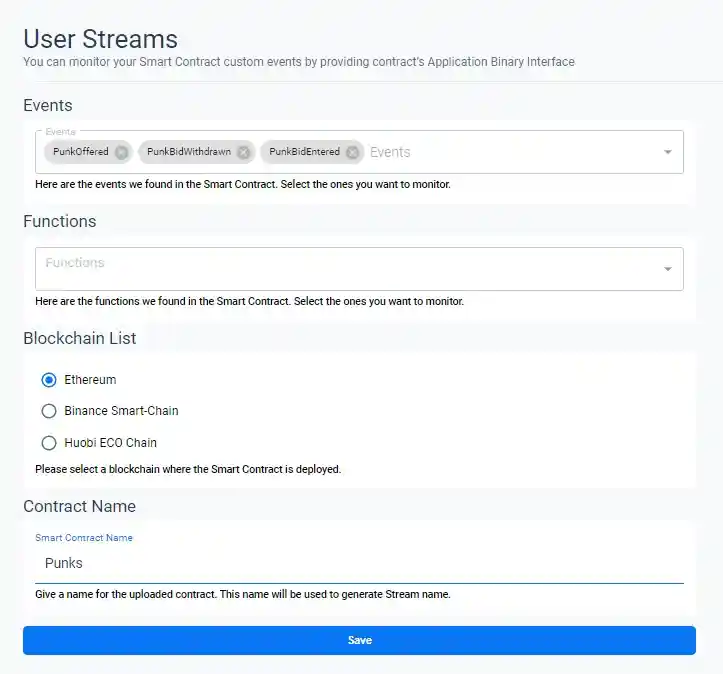 User Streams
You can monitor your Smart Contract custom events by providing contract's Application Binary Interface
Events
Events
PunkOffered PunkBidWithdrawn PunkBidEntered Events
Here are the events we found in the Smart Contract. Select the ones you want to monitor.
Functions
Functions
Here are the functions we found in the Smart Contract. Select the ones you want to monitor.
Blockchain List
Ethereum
Binance Smart-Chain
Huobi ECO Chain
Please select a blockchain where the Smart Contract is deployed.
Contract Name
Smart Contract Name
Punks
Give a name for the uploaded contract. This name will be used to generate Stream name.
Save